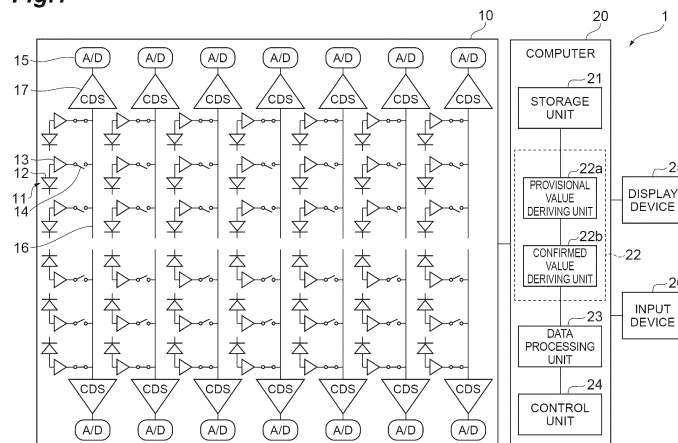 10
20
1
15
A/D A/D A/D A/D A/D A/D A/D
COMPUTER
17
CDS CDS CDS CDS CDS CDS CDS
21
STORAGE
UNIT
13
12
11
14
22a
PROVISIONAL
VALUE
DERIVING UNIT
DISPLAY
DEVICE
16
22b
CONFIRMED
VALUE
DERIVING UNIT
22
INPUT
DEVICE
23
DATA
PROCESSING
UNIT
CDS CDS CDS CDS CDS CDS CDS
24
CONTROL
UNIT
A/D A/D A/D A/D A/D A/D A/D